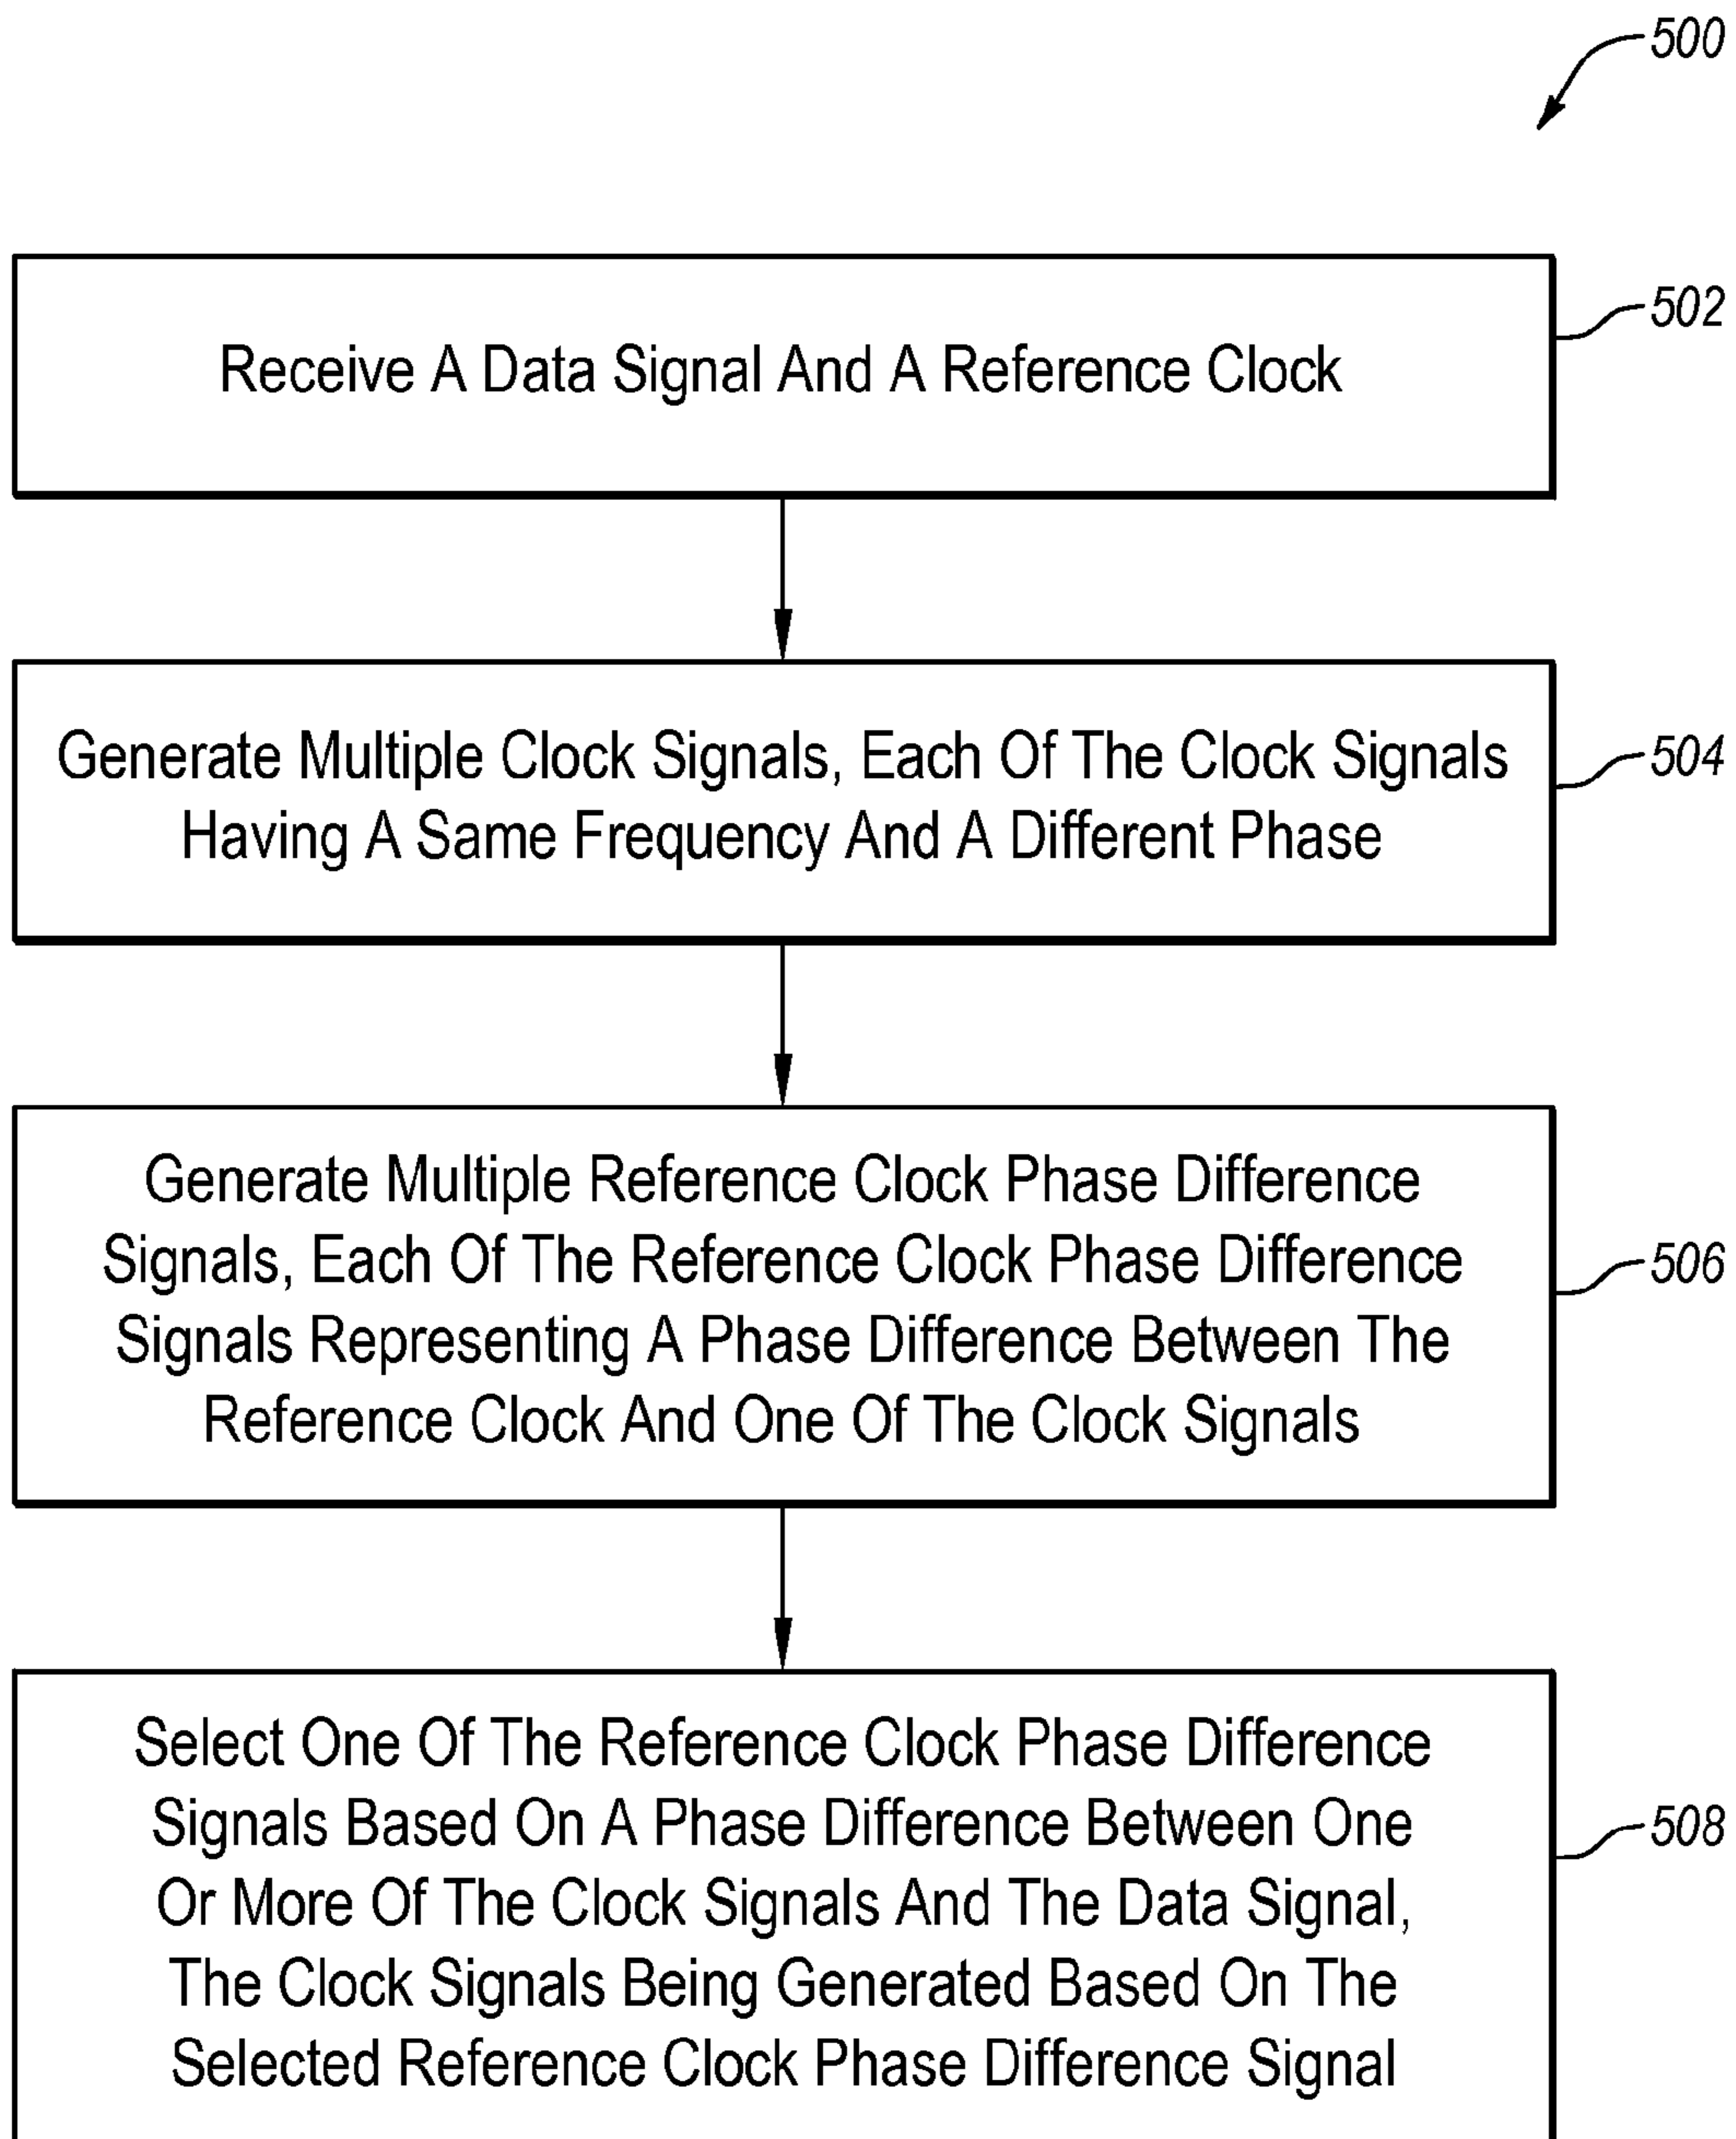 500
Receive A Data Signal And A Reference Clock
502
Generate Multiple Clock Signals, Each Of The Clock Signals
Having A Same Frequency And A Different Phase
504
Generate Multiple Reference Clock Phase Difference
Signals, Each Of The Reference Clock Phase Difference
Signals Representing A Phase Difference Between The
Reference Clock And One Of The Clock Signals
506
Select One Of The Reference Clock Phase Difference
Signals Based On A Phase Difference Between One
Or More Of The Clock Signals And The Data Signal,
The Clock Signals Being Generated Based On The
Selected Reference Clock Phase Difference Signal
508